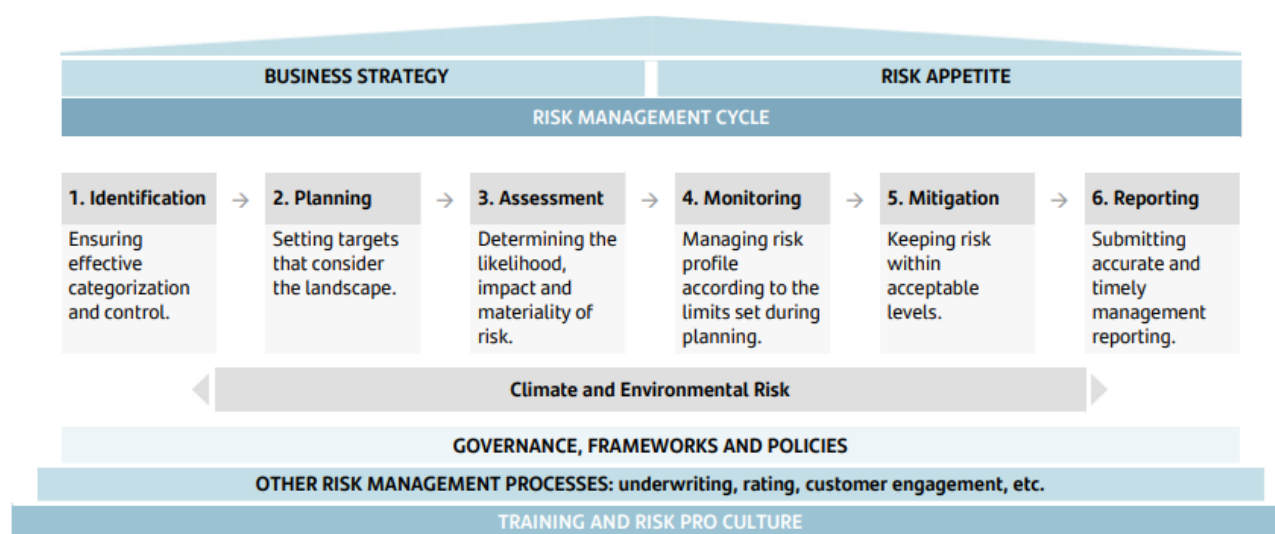 BUSINESS STRATEGY
RISK APPETITE
RISK MANAGEMENT CYCLE
1. Identification → 2. Planning → 3. Assessment → 4. Monitoring → 5. Mitigation → 6. Reporting
Ensuring
effective
categorization
and control.
Setting targets
that consider
the landscape.
Determining the
likelihood,
impact and
materiality of
risk.
Managing risk
profile
according to the
limits set during
planning.
Keeping risk
within
acceptable
levels.
Submitting
accurate and
timely
management
reporting.
Climate and Environmental Risk
GOVERNANCE, FRAMEWORKS AND POLICIES
OTHER RISK MANAGEMENT PROCESSES: underwriting, rating, customer engagement, etc.
TRAINING AND RISK PRO CULTURE